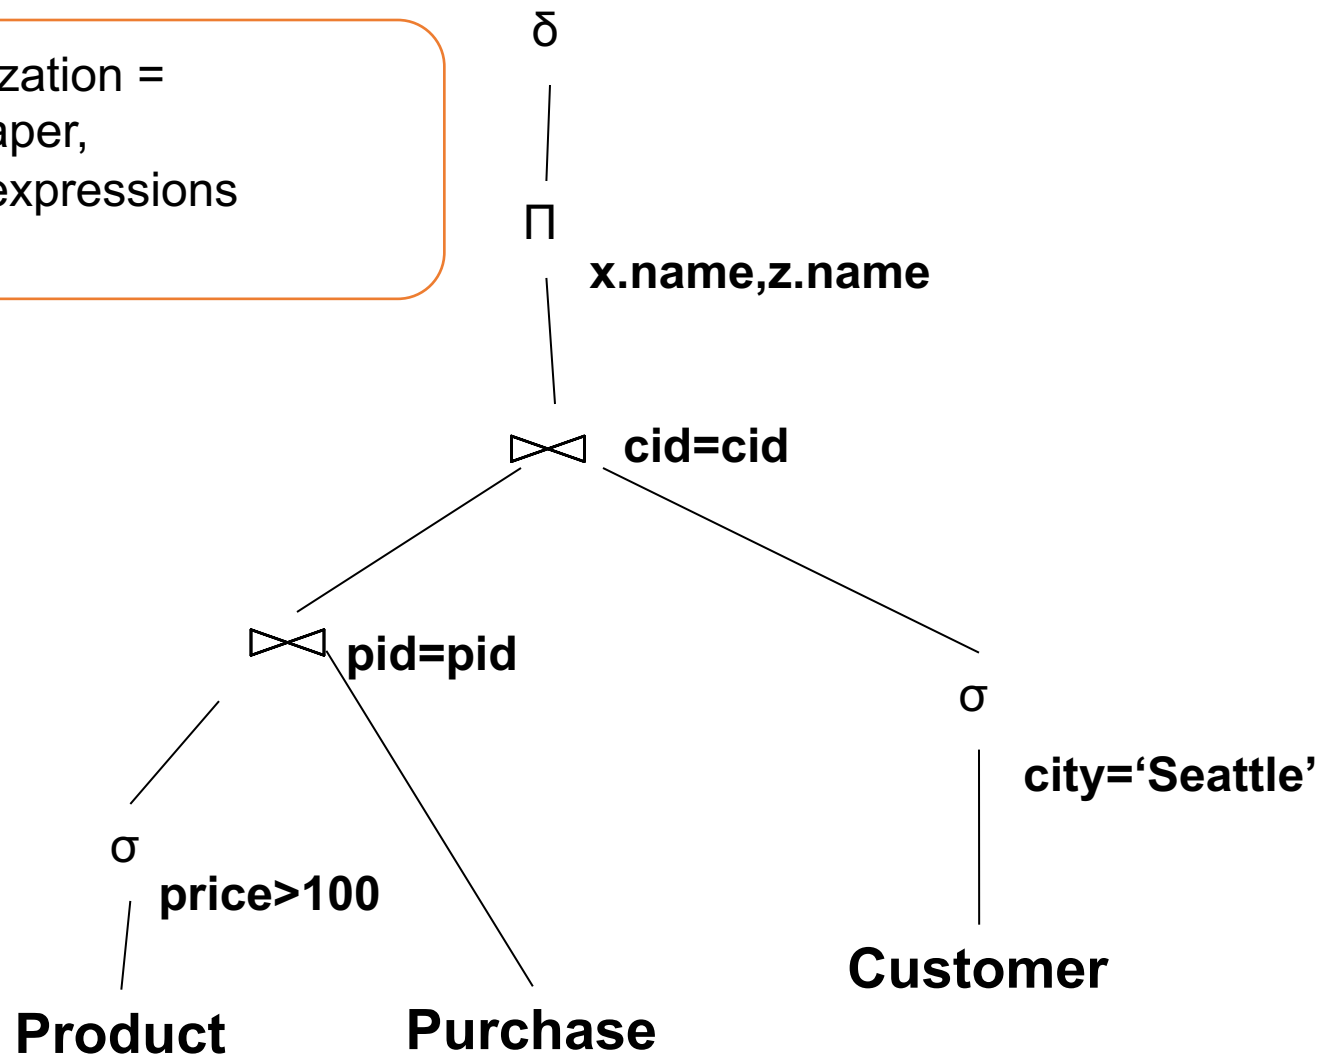 δ
zation =
aper,
expressions
Π
x.name,z.name
cid=cid
pid=pid
σ
city=‘Seattle’
σ
price>100
Customer
Product
Purchase